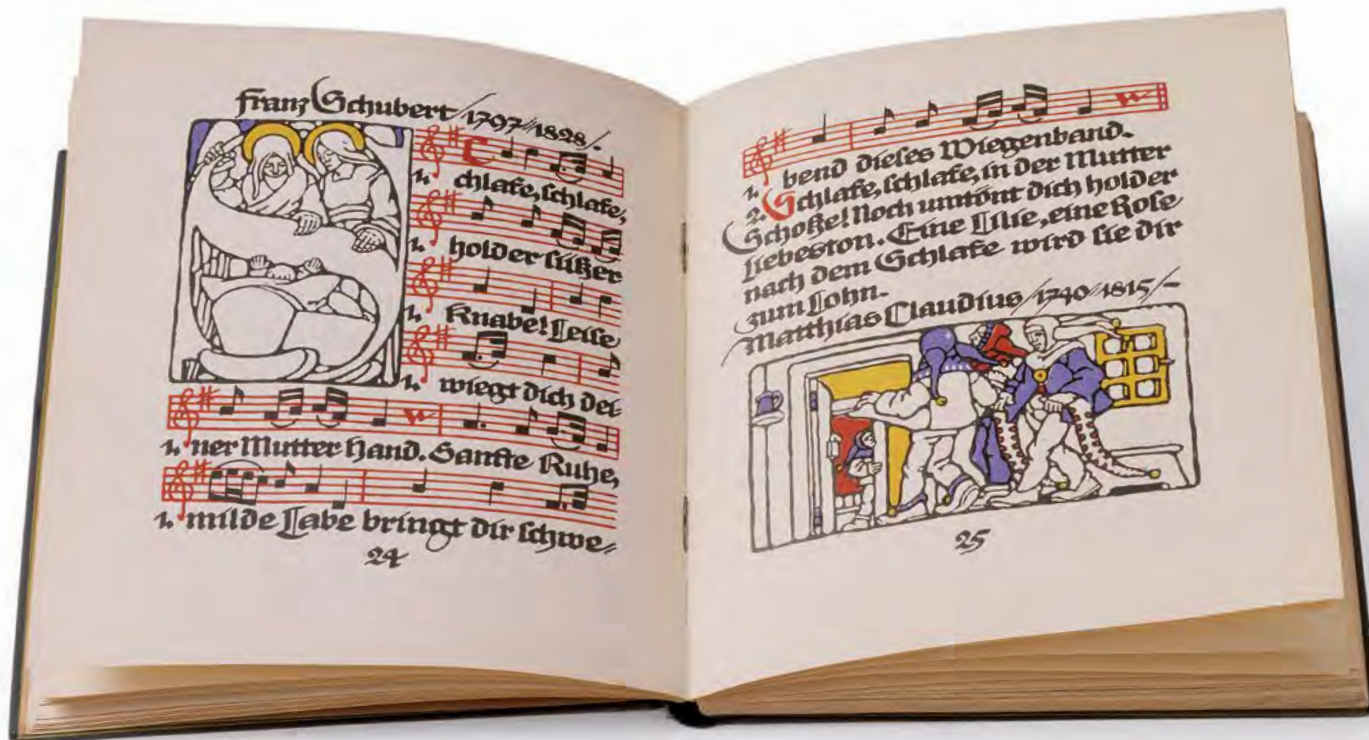 Franz Schubert /1797//1828/.
1. Schlafe, schlafe,
1. holder süßer
1. Knabe! Leise
1. wiegt dich dei-
1. ner Mutter Hand. Sanfte Ruhe,
1. milde Labe bringt dir schwe-
24
1. bend dieses Wiegenband.
2. Schlafe, schlafe, in der Mutter
Schoße! Noch umtönt dich holder
Liebeston. Eine Lilie, eine Rose
nach dem Schlafe wird sie dir
zum Lohn.
Matthias Claudius /1740/1815/–
25